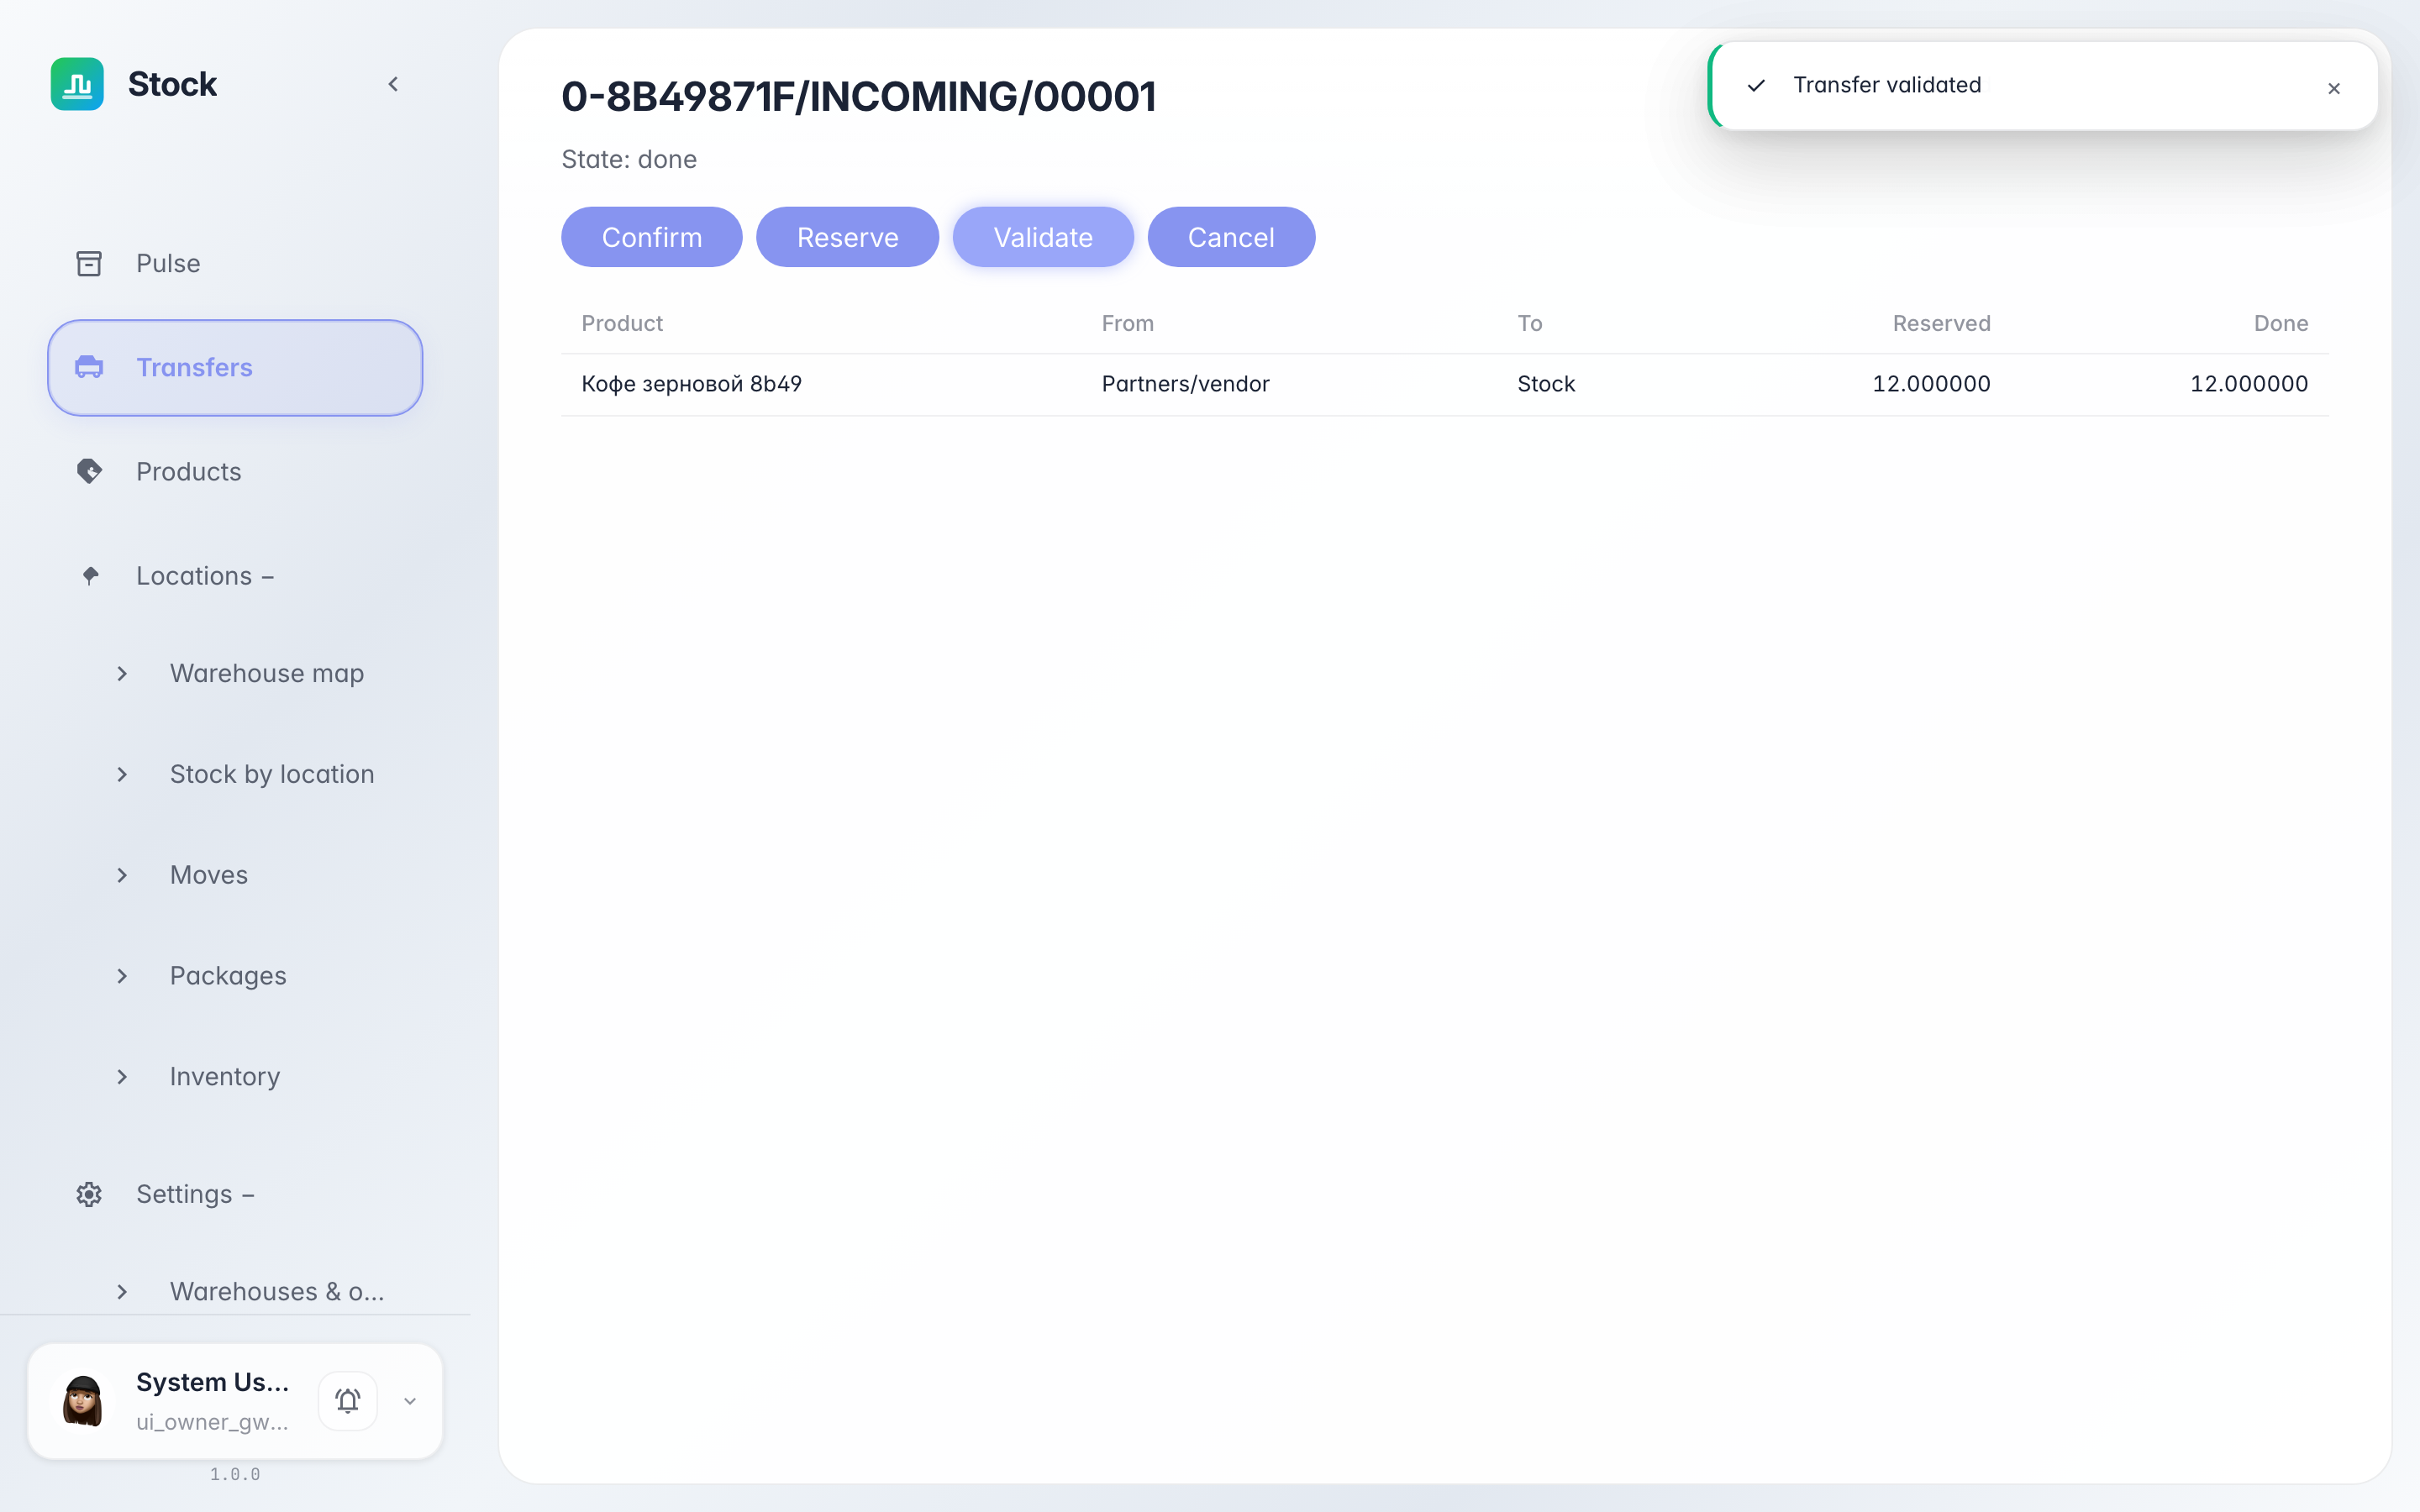 Stock
Pulse
Transfers
Products
Locations –
Warehouse map
Stock by location
Moves
Packages
Inventory
Settings –
Warehouses & o...
System Us...
ui_owner_gw...
1.0.0
0-8B49871F/INCOMING/00001
State: done
Confirm Reserve Validate Cancel
Product From To Reserved Done
Кофе зерновой 8b49 Partners/vendor Stock 12.000000 12.000000
Transfer validated